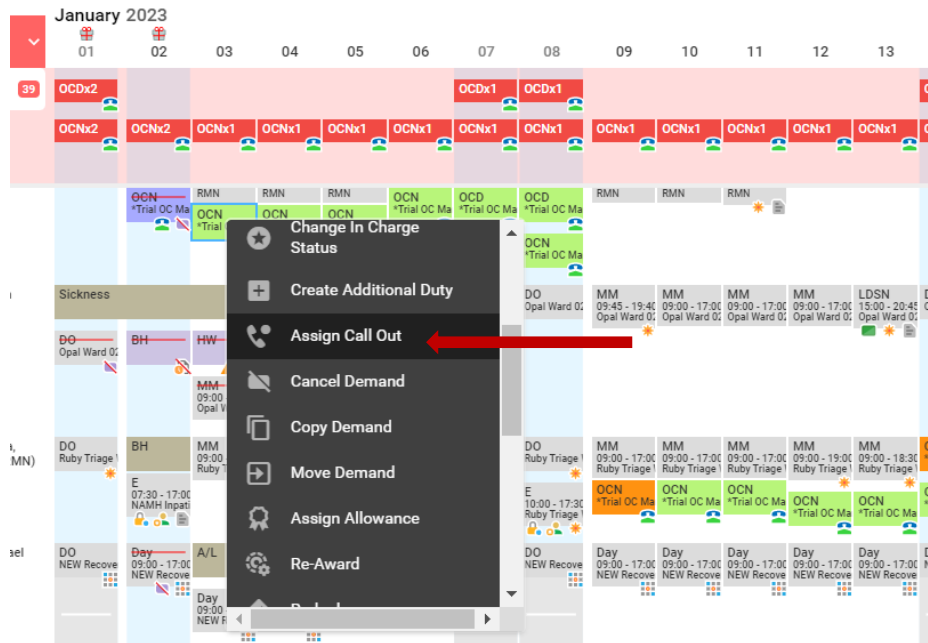 January 2023
01 02 03 04 05 06 07 08 09 10 11 12 13
39 OCDx2 OCDx1 OCDx1
OCNx2 OCNx2 OCNx1 OCNx1 OCNx1 OCNx1 OCNx1 OCNx1 OCNx1 OCNx1 OCNx1 OCNx1 OCNx1
OCN RMN RMN RMN OCN OCD OCD RMN RMN RMN
*Trial OC Ma OCN OCN OCN *Trial OC Ma *Trial OC Ma *Trial OC Ma
*Trial
OCN
*Trial OC Ma
Change In Charge
Status
Create Additional Duty
Assign Call Out
Cancel Demand
Copy Demand
Move Demand
Assign Allowance
Re-Award
Sickness DO MM MM MM MM LDSN
Opal Ward 02 09:45 - 19:40 09:00 - 17:00 09:00 - 17:00 09:00 - 17:00 15:00 - 20:45
Opal Ward 02 Opal Ward 02 Opal Ward 02 Opal Ward 02 Opal Ward 02
DO BH HW
Opal Ward 02
MM
09:00
Opal W
MN)
DO BH MM DO MM MM MM MM MM
Ruby Triage 09:00 Ruby Triage 09:00 - 17:00 09:00 - 17:00 09:00 - 17:00 09:00 - 19:00 09:00 - 18:30
Ruby T Ruby Triage Ruby Triage Ruby Triage Ruby Triage Ruby Triage
E E OCN OCN OCN OCN OCN
07:30 - 17:00 10:00 - 17:30 *Trial OC Ma *Trial OC Ma *Trial OC Ma *Trial OC Ma *Trial OC Ma
NAMH Inpati Ruby Triage
ael DO Day A/L DO Day Day Day Day Day
NEW Recove 09:00 - 17:00 NEW Recove 09:00 - 17:00 09:00 - 17:00 09:00 - 17:00 09:00 - 17:00 09:00 - 17:00
NEW Recove NEW Recove NEW Recove NEW Recove NEW Recove NEW Recove
Day
09:00
NEW R